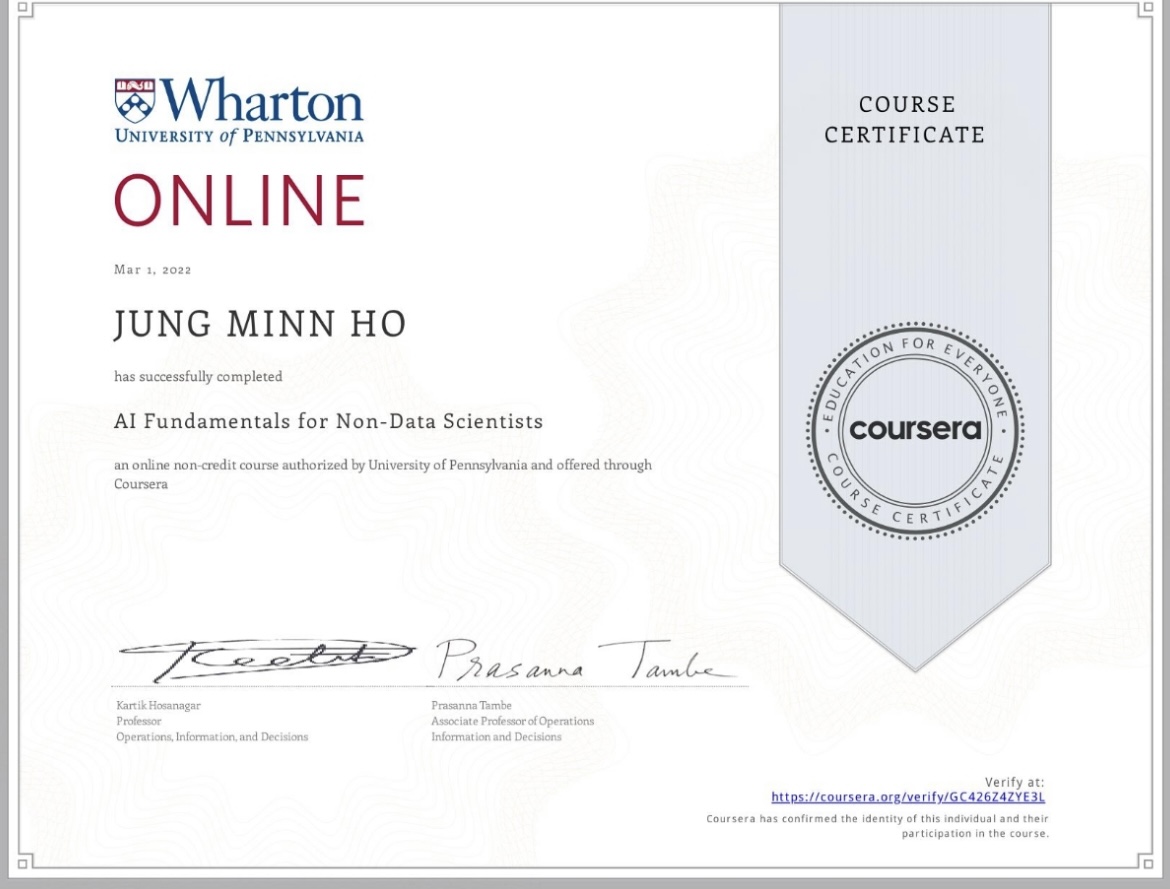 Wharton
UNIVERSITY of PENNSYLVANIA
ONLINE
Mar 1, 2022
JUNG MINN HO
has successfully completed
AI Fundamentals for Non-Data Scientists
an online non-credit course authorized by University of Pennsylvania and offered through
Coursera
Prasanna Tambe
Kartik Hosanagar
Professor
Operations, Information, and Decisions
Prasanna Tambe
Associate Professor of Operations
Information and Decisions
COURSE
CERTIFICATE
EDUCATION FOR EVERYONE
coursera
COURSE CERTIFICATE
Verify at:
https://coursera.org/verify/GC426Z4ZYE3L
Coursera has confirmed the identity of this individual and their
participation in the course.